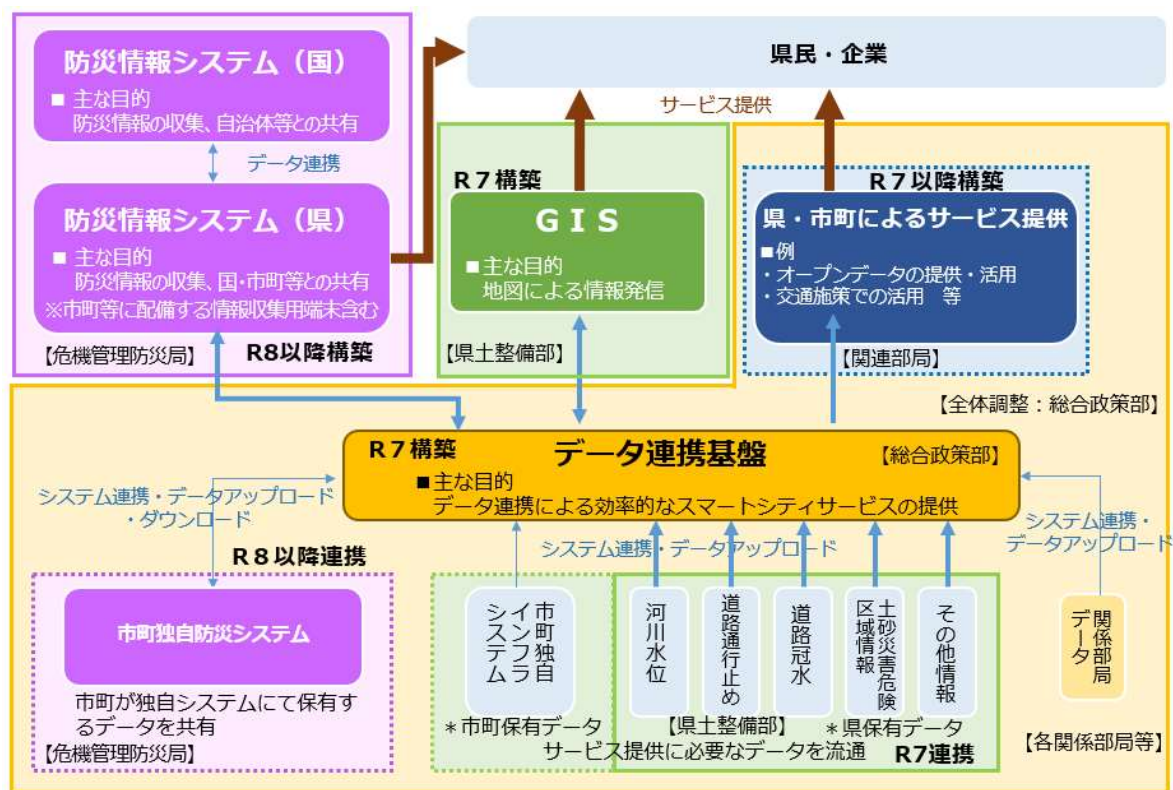 防災情報システム（国）
■ 主な目的
防災情報の収集、自治体等との共有
データ連携
防災情報システム（県）
■ 主な目的
防災情報の収集、国・市町等との共有
※市町等に配備する情報収集用端末含む
【危機管理防災局】
R8以降構築
県民・企業
サービス提供
R７構築
ＧＩＳ
■主な目的
地図による情報発信
【県土整備部】
R７以降構築
県・市町によるサービス提供
■例
・オープンデータの提供・活用
・交通施策での活用　等
【関連部局】
【全体調整：総合政策部】
R７構築
データ連携基盤
【総合政策部】
■主な目的
データ連携による効率的なスマートシティサービスの提供
システム連携・データアップロード
・ダウンロード
R８以降連携
システム連携・データアップロード
システム連携・
データアップロード
市町独自防災システム
市町が独自システムにて保有す
るデータを共有
【危機管理防災局】
市町独自
インフラ
システム
＊市町保有データ
河川水位
道路通行止め
道路冠水
土砂災害危険
区域情報
その他情報
【県土整備部】
＊県保有データ
サービス提供に必要なデータを流通
R7連携
関係部局
データ
【各関係部局等】